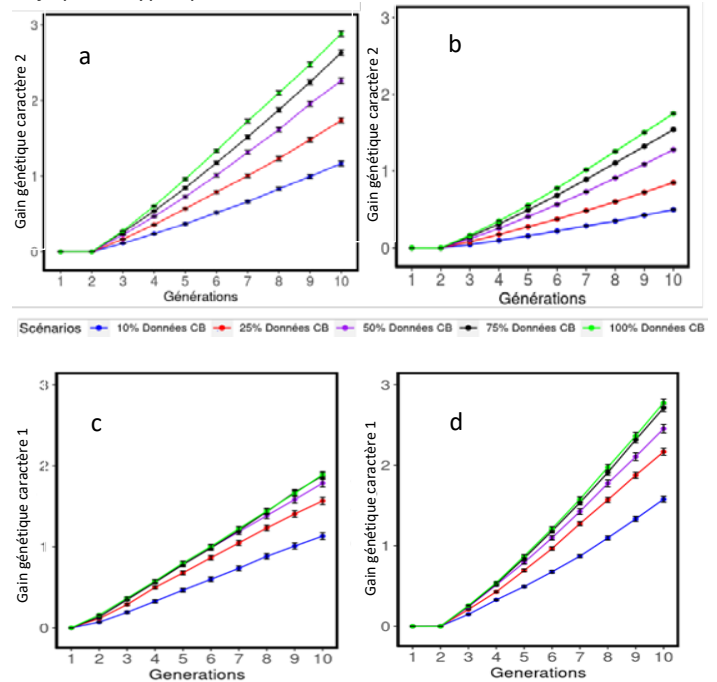 a
Gain génétique caractère 2
3
2
1
0
1 2 3 4 5 6 7 8 9 10
Générations
b
Gain génétique caractère 2
3
2
1
0
1 2 3 4 5 6 7 8 9 10
Générations
Scénarios 10% Données CB 25% Données CB 50% Données CB 75% Données CB 100% Données CB
c
Gain génétique caractère 1
3
2
1
0
1 2 3 4 5 6 7 8 9 10
Generations
d
Gain génétique caractère 1
3
2
1
0
1 2 3 4 5 6 7 8 9 10
Generations